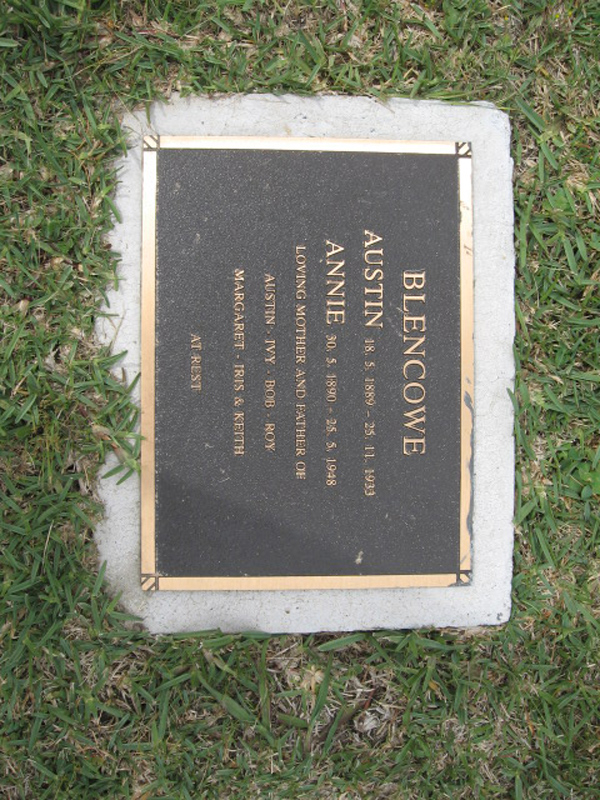 BLENCOWE
AUSTIN 18. 5. 1889 - 25. 11. 1933
ANNIE 30. 5. 1890 - 25. 5. 1948
LOVING MOTHER AND FATHER OF
AUSTIN · IVY · BOB · ROY
MARGARET · IRIS & KEITH
AT REST